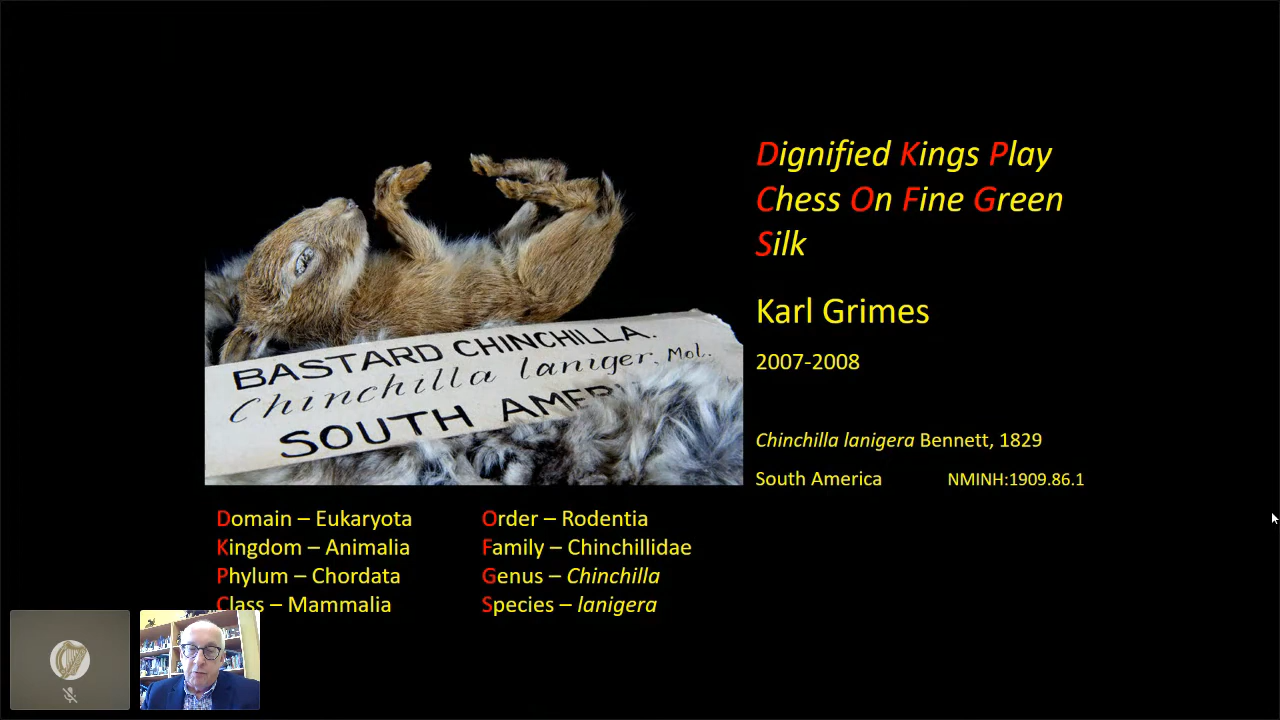 Dignified Kings Play
Chess On Fine Green
Silk
Karl Grimes
2007-2008
BASTARD CHINCHILLA.
Chinchilla laniger, Mol.
SOUTH AMER
Chinchilla lanigera Bennett, 1829
South America NMINH:1909.86.1
Domain – Eukaryota
Kingdom – Animalia
Phylum – Chordata
Class – Mammalia
Order – Rodentia
Family – Chinchillidae
Genus – Chinchilla
Species – lanigera